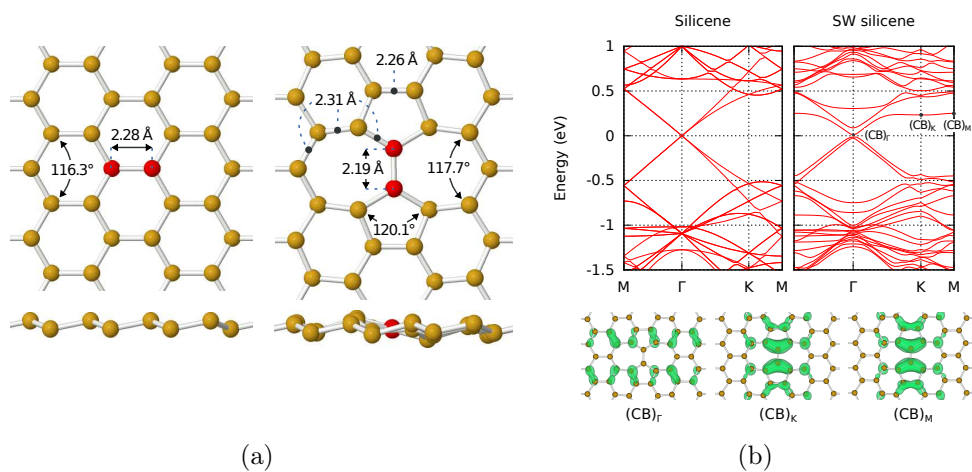 2.28 Å
116.3°
2.26 Å
2.31 Å
2.19 Å
117.7°
120.1°
(a)
(b)
Silicene
SW silicene
Energy (eV)
1
0.5
0
-0.5
-1
-1.5
(CB)Γ
(CB)K
(CB)M
M Γ K M
M Γ K M
(CB)Γ
(CB)K
(CB)M